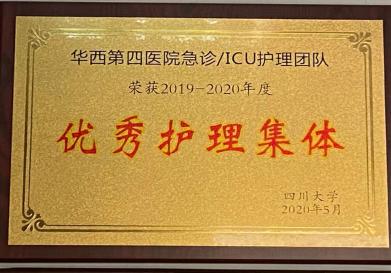 华西第四医院急诊/ICU护理团队
荣获2019-2020年度
优秀护理集体
四川大学
2020年5月